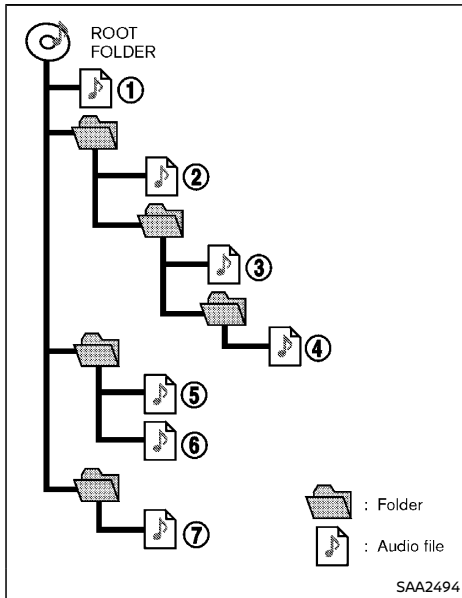 ROOT
FOLDER
1
2
3
4
5
6
7
: Folder
: Audio file
SAA2494